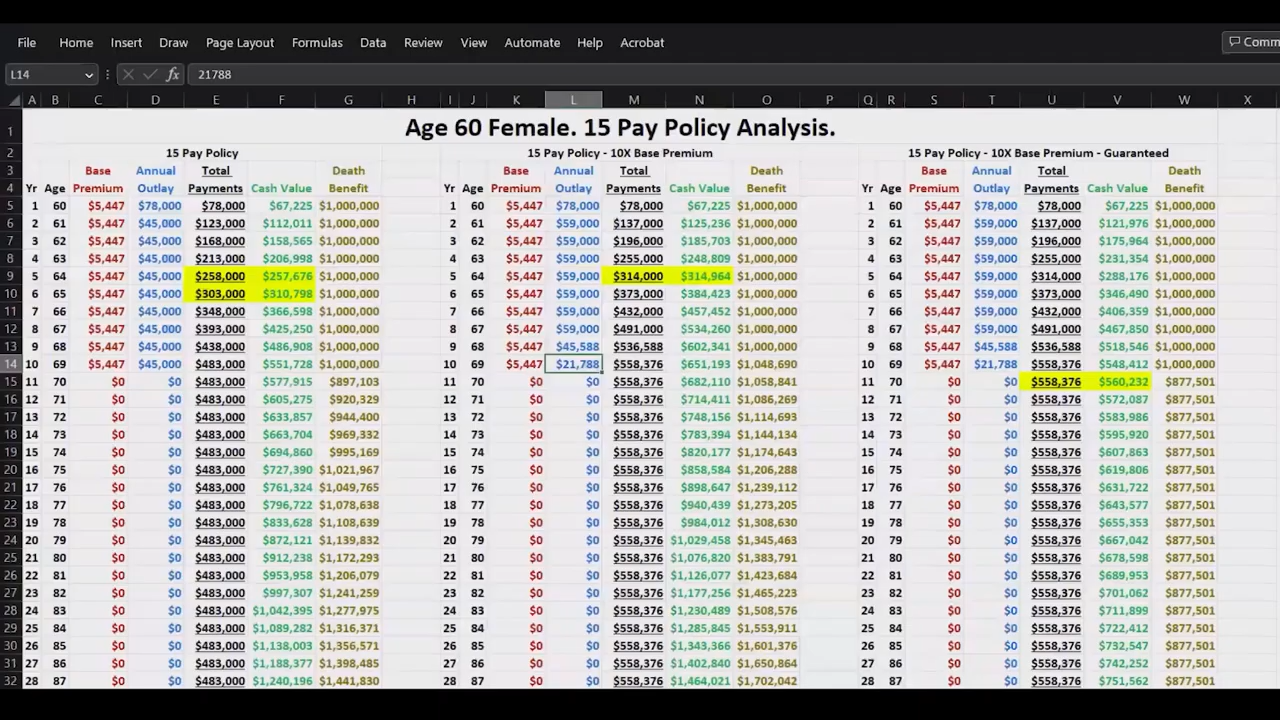 File Home Insert Draw Page Layout Formulas Data Review View Automate Help Acrobat Comm
L14 fx 21788
A B C D E F G H I J K L M N O P Q R S T U V W X
1 Age 60 Female. 15 Pay Policy Analysis.
2 15 Pay Policy 15 Pay Policy - 10X Base Premium 15 Pay Policy - 10X Base Premium - Guaranteed
3 Base Annual Total Death Base Annual Total Death Base Annual Total Death
4 Yr Age Premium Outlay Payments Cash Value Benefit Yr Age Premium Outlay Payments Cash Value Benefit Yr Age Premium Outlay Payments Cash Value Benefit
5 1 60 $5,447 $78,000 $78,000 $67,225 $1,000,000 1 60 $5,447 $78,000 $78,000 $67,225 $1,000,000 1 60 $5,447 $78,000 $78,000 $67,225 $1,000,000
6 2 61 $5,447 $45,000 $123,000 $112,011 $1,000,000 2 61 $5,447 $59,000 $137,000 $125,236 $1,000,000 2 61 $5,447 $59,000 $137,000 $121,976 $1,000,000
7 3 62 $5,447 $45,000 $168,000 $158,565 $1,000,000 3 62 $5,447 $59,000 $196,000 $185,703 $1,000,000 3 62 $5,447 $59,000 $196,000 $175,964 $1,000,000
8 4 63 $5,447 $45,000 $213,000 $206,998 $1,000,000 4 63 $5,447 $59,000 $255,000 $248,809 $1,000,000 4 63 $5,447 $59,000 $255,000 $231,354 $1,000,000
9 5 64 $5,447 $45,000 $258,000 $257,676 $1,000,000 5 64 $5,447 $59,000 $314,000 $314,964 $1,000,000 5 64 $5,447 $59,000 $314,000 $288,176 $1,000,000
10 6 65 $5,447 $45,000 $303,000 $310,798 $1,000,000 6 65 $5,447 $59,000 $373,000 $384,423 $1,000,000 6 65 $5,447 $59,000 $373,000 $346,490 $1,000,000
11 7 66 $5,447 $45,000 $348,000 $366,598 $1,000,000 7 66 $5,447 $59,000 $432,000 $457,452 $1,000,000 7 66 $5,447 $59,000 $432,000 $406,359 $1,000,000
12 8 67 $5,447 $45,000 $393,000 $425,250 $1,000,000 8 67 $5,447 $59,000 $491,000 $534,260 $1,000,000 8 67 $5,447 $59,000 $491,000 $467,850 $1,000,000
13 9 68 $5,447 $45,000 $438,000 $486,908 $1,000,000 9 68 $5,447 $45,588 $536,588 $602,341 $1,000,000 9 68 $5,447 $45,588 $536,588 $518,546 $1,000,000
14 10 69 $5,447 $45,000 $483,000 $551,728 $1,000,000 10 69 $5,447 $21,788 $558,376 $651,193 $1,048,690 10 69 $5,447 $21,788 $558,376 $548,412 $1,000,000
15 11 70 $0 $0 $483,000 $577,915 $897,103 11 70 $0 $0 $558,376 $682,110 $1,058,841 11 70 $0 $0 $558,376 $560,232 $877,501
16 12 71 $0 $0 $483,000 $605,275 $920,329 12 71 $0 $0 $558,376 $714,411 $1,086,269 12 71 $0 $0 $558,376 $572,087 $877,501
17 13 72 $0 $0 $483,000 $633,857 $944,400 13 72 $0 $0 $558,376 $748,156 $1,114,693 13 72 $0 $0 $558,376 $583,986 $877,501
18 14 73 $0 $0 $483,000 $663,704 $969,332 14 73 $0 $0 $558,376 $783,394 $1,144,134 14 73 $0 $0 $558,376 $595,920 $877,501
19 15 74 $0 $0 $483,000 $694,860 $995,169 15 74 $0 $0 $558,376 $820,177 $1,174,643 15 74 $0 $0 $558,376 $607,863 $877,501
20 16 75 $0 $0 $483,000 $727,390 $1,021,967 16 75 $0 $0 $558,376 $858,584 $1,206,288 16 75 $0 $0 $558,376 $619,806 $877,501
21 17 76 $0 $0 $483,000 $761,324 $1,049,765 17 76 $0 $0 $558,376 $898,647 $1,239,112 17 76 $0 $0 $558,376 $631,722 $877,501
22 18 77 $0 $0 $483,000 $796,722 $1,078,638 18 77 $0 $0 $558,376 $940,439 $1,273,205 18 77 $0 $0 $558,376 $643,577 $877,501
23 19 78 $0 $0 $483,000 $833,628 $1,108,639 19 78 $0 $0 $558,376 $984,012 $1,308,630 19 78 $0 $0 $558,376 $655,353 $877,501
24 20 79 $0 $0 $483,000 $872,121 $1,139,832 20 79 $0 $0 $558,376 $1,029,458 $1,345,463 20 79 $0 $0 $558,376 $667,042 $877,501
25 21 80 $0 $0 $483,000 $912,238 $1,172,293 21 80 $0 $0 $558,376 $1,076,820 $1,383,791 21 80 $0 $0 $558,376 $678,598 $877,501
26 22 81 $0 $0 $483,000 $953,958 $1,206,079 22 81 $0 $0 $558,376 $1,126,077 $1,423,684 22 81 $0 $0 $558,376 $689,953 $877,501
27 23 82 $0 $0 $483,000 $997,307 $1,241,259 23 82 $0 $0 $558,376 $1,177,256 $1,465,223 23 82 $0 $0 $558,376 $701,062 $877,501
28 24 83 $0 $0 $483,000 $1,042,395 $1,277,975 24 83 $0 $0 $558,376 $1,230,489 $1,508,576 24 83 $0 $0 $558,376 $711,899 $877,501
29 25 84 $0 $0 $483,000 $1,089,282 $1,316,371 25 84 $0 $0 $558,376 $1,285,845 $1,553,911 25 84 $0 $0 $558,376 $722,412 $877,501
30 26 85 $0 $0 $483,000 $1,138,003 $1,356,571 26 85 $0 $0 $558,376 $1,343,366 $1,601,376 26 85 $0 $0 $558,376 $732,547 $877,501
31 27 86 $0 $0 $483,000 $1,188,377 $1,398,485 27 86 $0 $0 $558,376 $1,402,840 $1,650,864 27 86 $0 $0 $558,376 $742,252 $877,501
32 28 87 $0 $0 $483,000 $1,240,196 $1,441,830 28 87 $0 $0 $558,376 $1,464,021 $1,702,042 28 87 $0 $0 $558,376 $751,562 $877,501